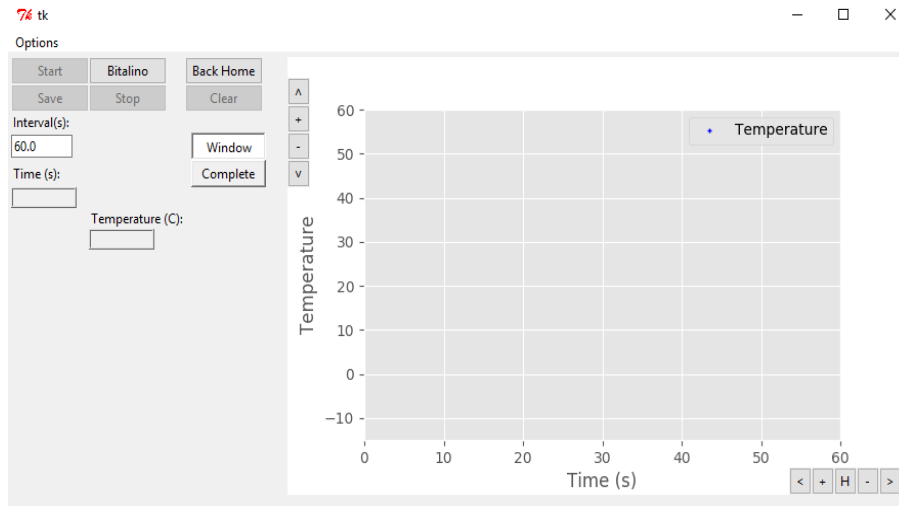 tk
Options
Start Bitalino Back Home
Save Stop Clear
Interval(s):
60.0
Window
Time (s):
Complete
Temperature (C):
^
+
-
v
Temperature
60
50
40
30
20
10
0
−10
Temperature
0 10 20 30 40 50 60
Time (s)
< + H - >